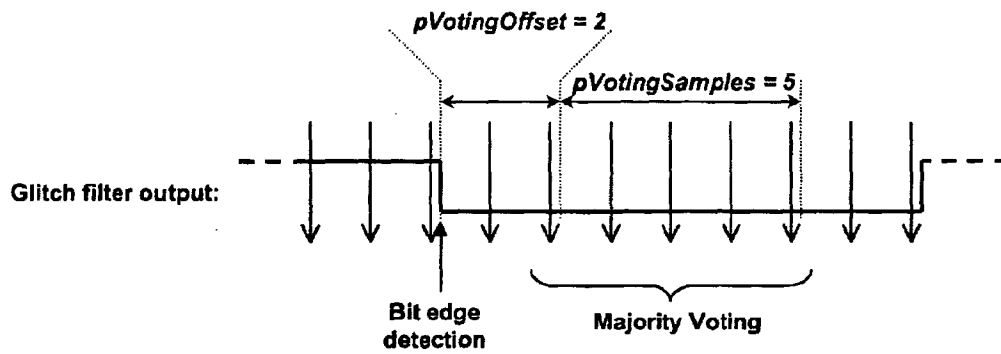 pVotingOffset = 2
pVotingSamples = 5
Glitch filter output:
Bit edge
detection
Majority Voting